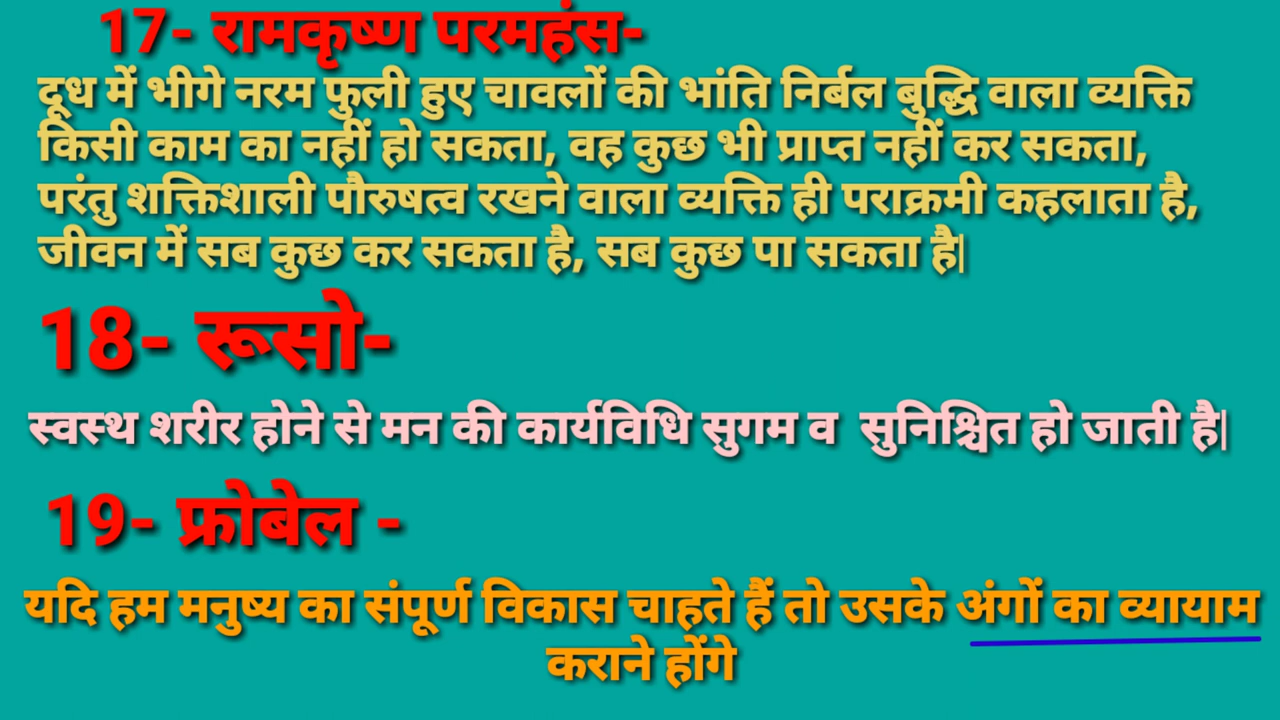 17- रामकृष्ण परमहंस-
दूध में भीगे नरम फुली हुए चावलों की भांति निर्बल बुद्धि वाला व्यक्ति
किसी काम का नहीं हो सकता, वह कुछ भी प्राप्त नहीं कर सकता,
परंतु शक्तिशाली पौरुषत्व रखने वाला व्यक्ति ही पराक्रमी कहलाता है,
जीवन में सब कुछ कर सकता है, सब कुछ पा सकता है|
18- रूसो-
स्वस्थ शरीर होने से मन की कार्यविधि सुगम व सुनिश्चित हो जाती है|
19- फ्रोबेल -
यदि हम मनुष्य का संपूर्ण विकास चाहते हैं तो उसके अंगों का व्यायाम
कराने होंगे